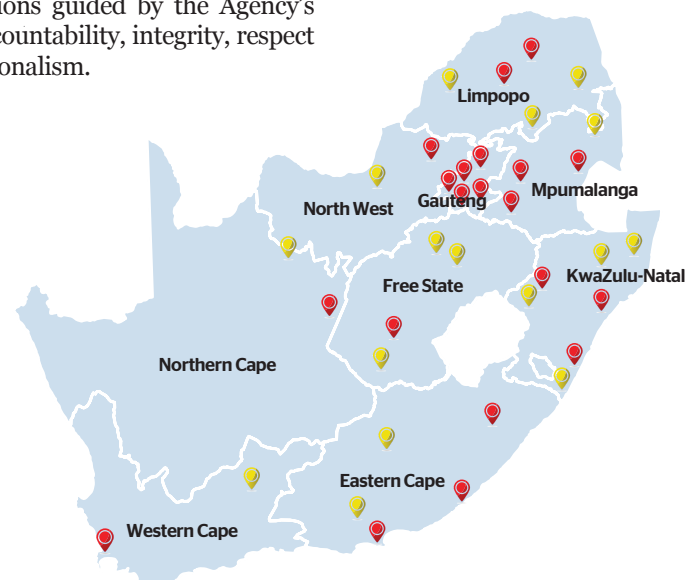 ions guided by the Agency's
countability, integrity, respect
onalism.
Limpopo
Mpumalanga
Gauteng
North West
KwaZulu-Natal
Free State
Northern Cape
Eastern Cape
Western Cape